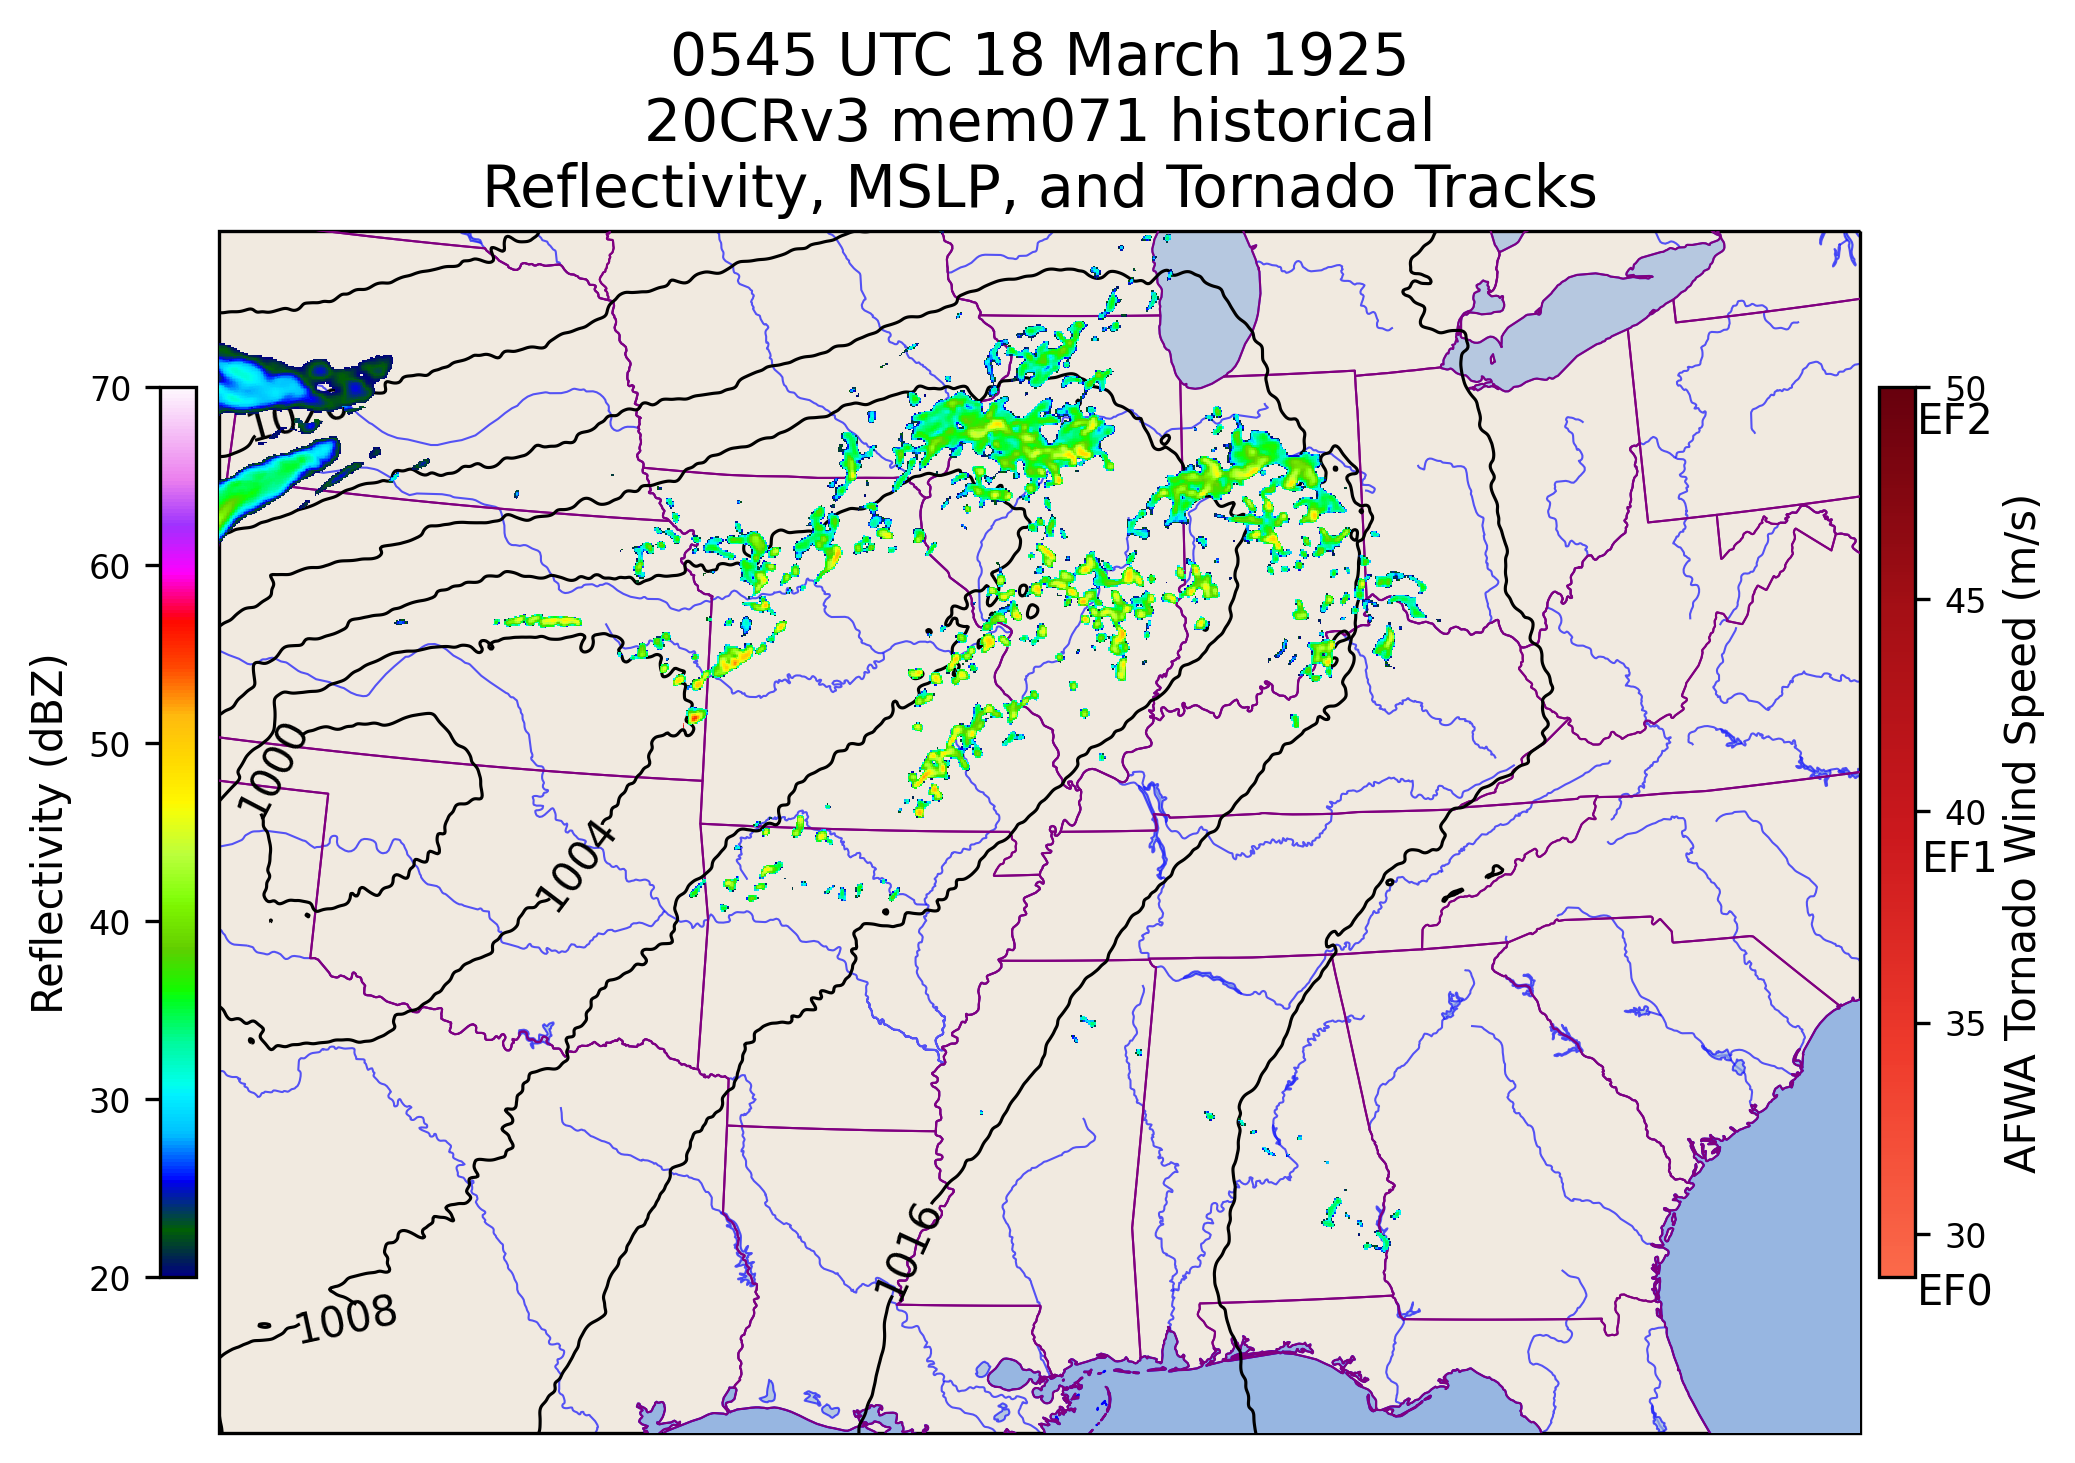 0545 UTC 18 March 1925
20CRv3 mem071 historical
Reflectivity, MSLP, and Tornado Tracks
70
60
50
40
30
20
Reflectivity (dBZ)
1000
1004
1008
1016
50
EF2
45
40
EF1
35
30
EF0
AFWA Tornado Wind Speed (m/s)